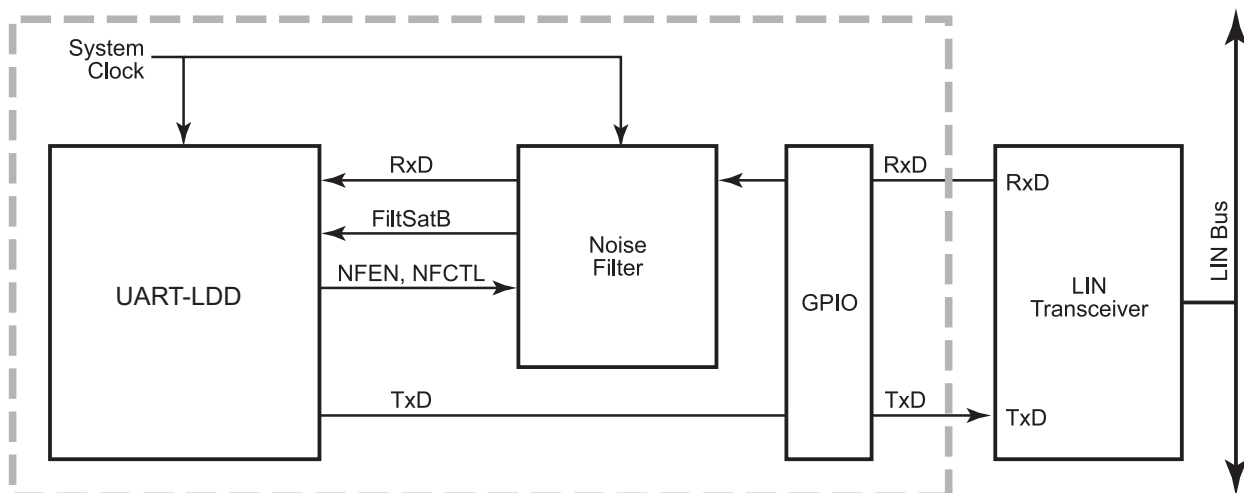 System
Clock
RxD
RxD
RxD
FiltSatB
Noise
Filter
NFEN, NFCTL
UART-LDD
GPIO
LIN
Transceiver
LIN Bus
TxD
TxD
TxD